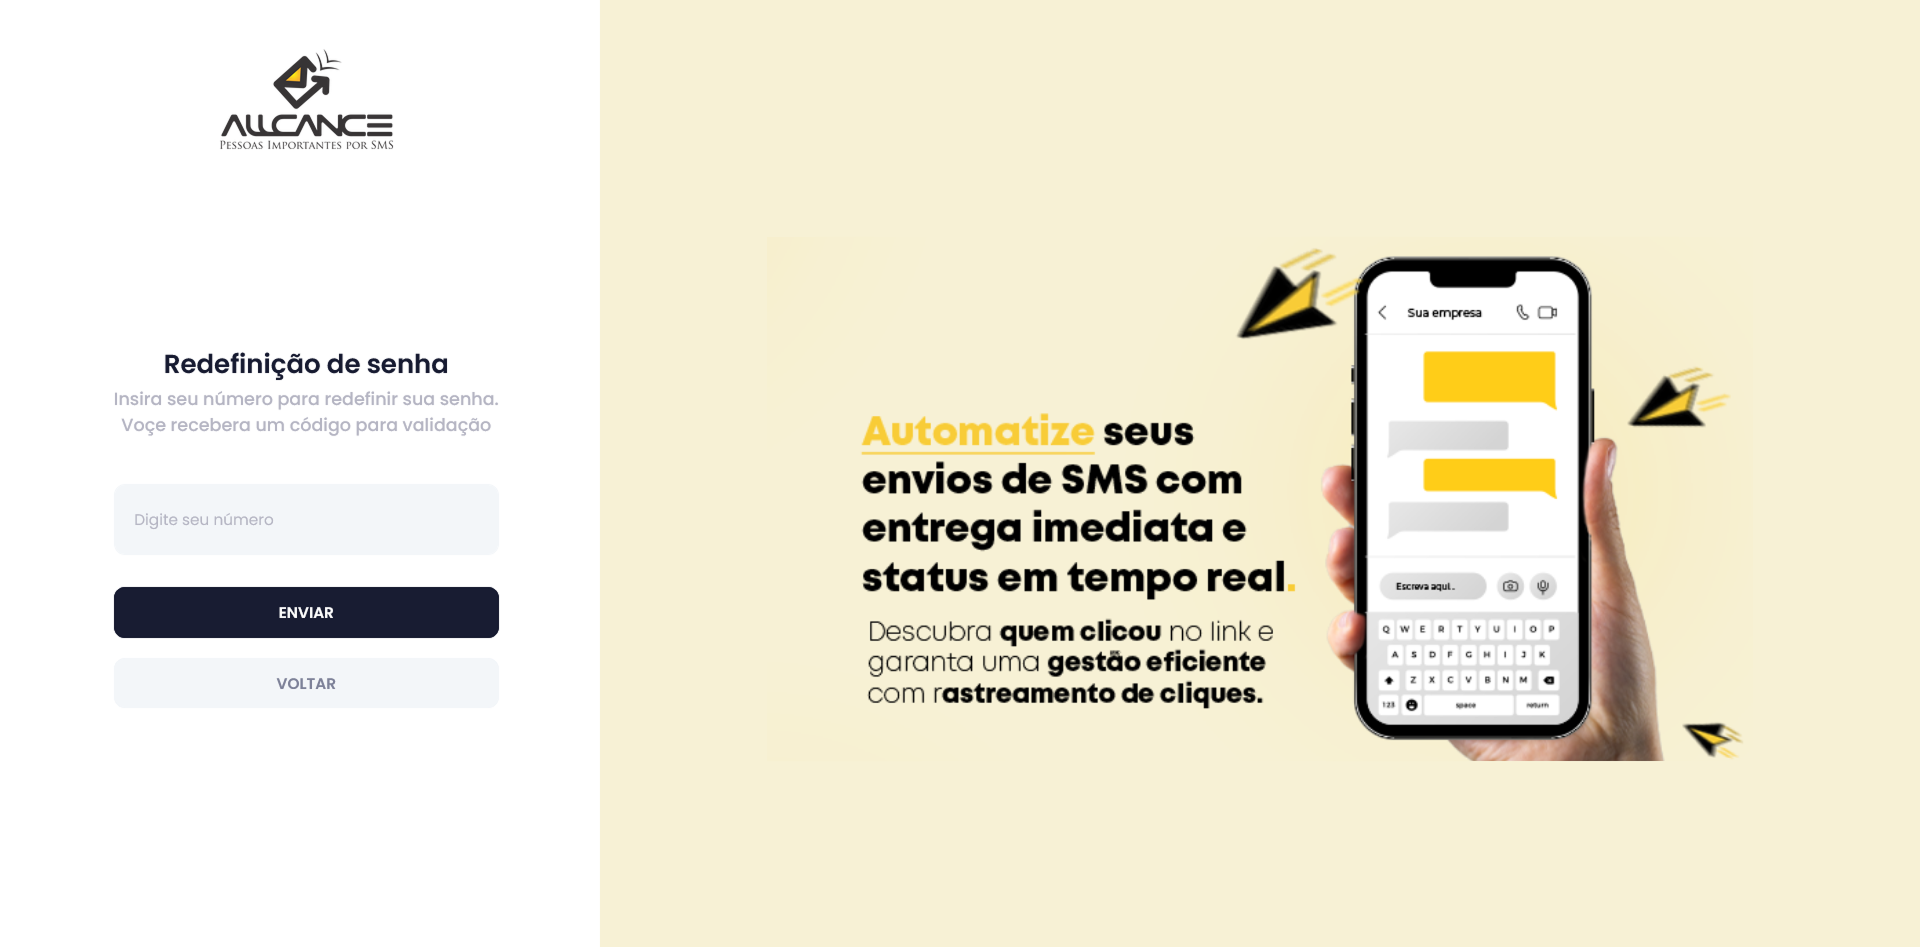 ALLCANCE
PESSOAS IMPORTANTES POR SMS
Redefinição de senha
Insira seu número para redefinir sua senha.
Voçe recebera um código para validação
Digite seu número
ENVIAR
VOLTAR
Automatize seus
envios de SMS com
entrega imediata e
status em tempo real.
Descubra quem clicou no link e
garanta uma gestão eficiente
com rastreamento de cliques.
Sua empresa
Escreva aqui..
Q W E R T Y U I O P
A S D F G H I J K
Z X C V B N M
123 space return